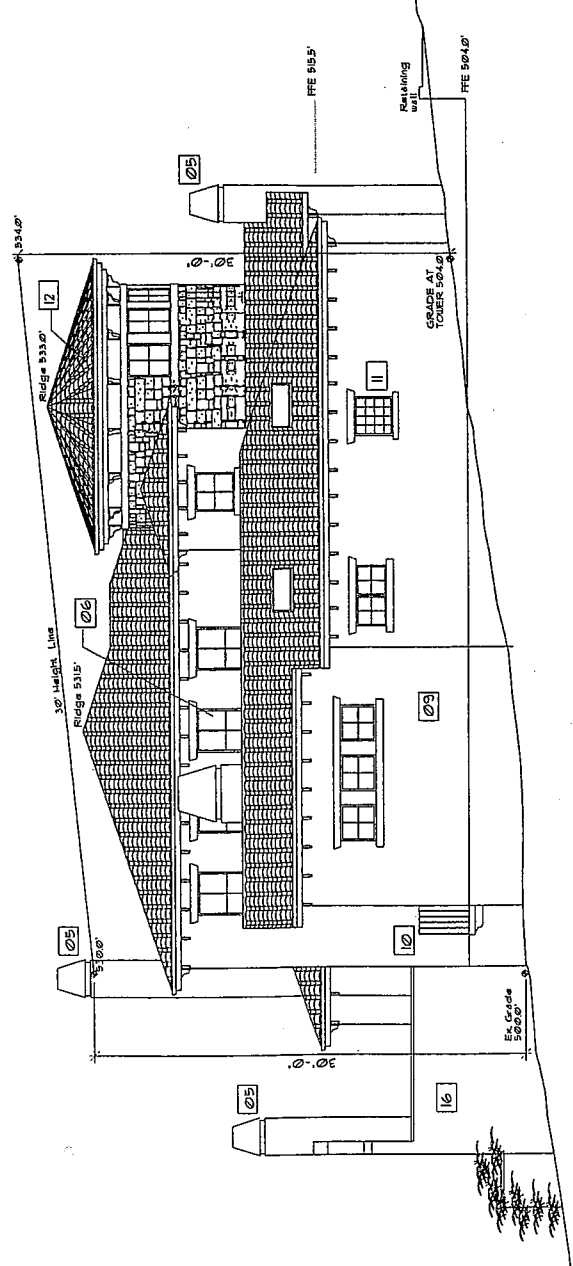 05
530.0'
30' Height Line
Ridge 531.5'
06
Ridge 533.0'
12
534.0'
05
FFE 515.5'
30'-0"
GRADE AT
TOWER 504.0'
Retaining
wall
FFE 504.0'
11
09
10
05
30'-0"
16
Ex. Grade
500.0'